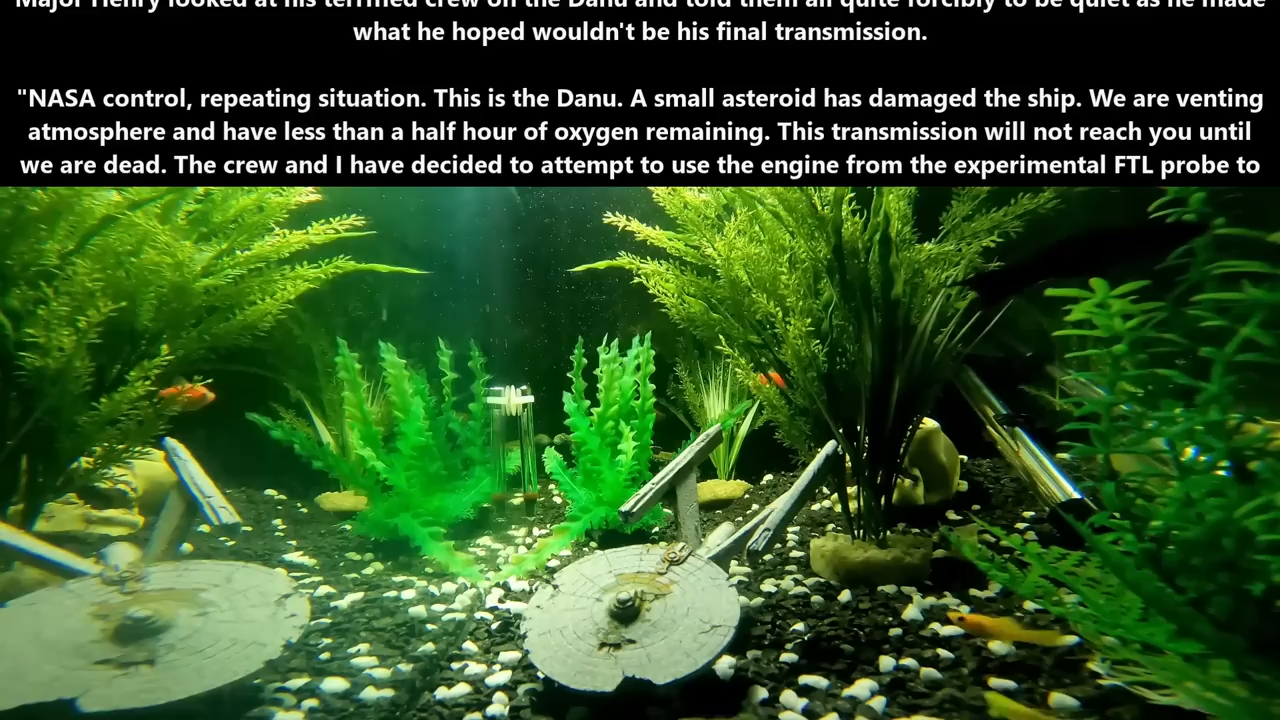 Major Henry looked at his terrified crew on the Danu and told them all quite forcibly to be quiet as he made
what he hoped wouldn't be his final transmission.
"NASA control, repeating situation. This is the Danu. A small asteroid has damaged the ship. We are venting
atmosphere and have less than a half hour of oxygen remaining. This transmission will not reach you until
we are dead. The crew and I have decided to attempt to use the engine from the experimental FTL probe to